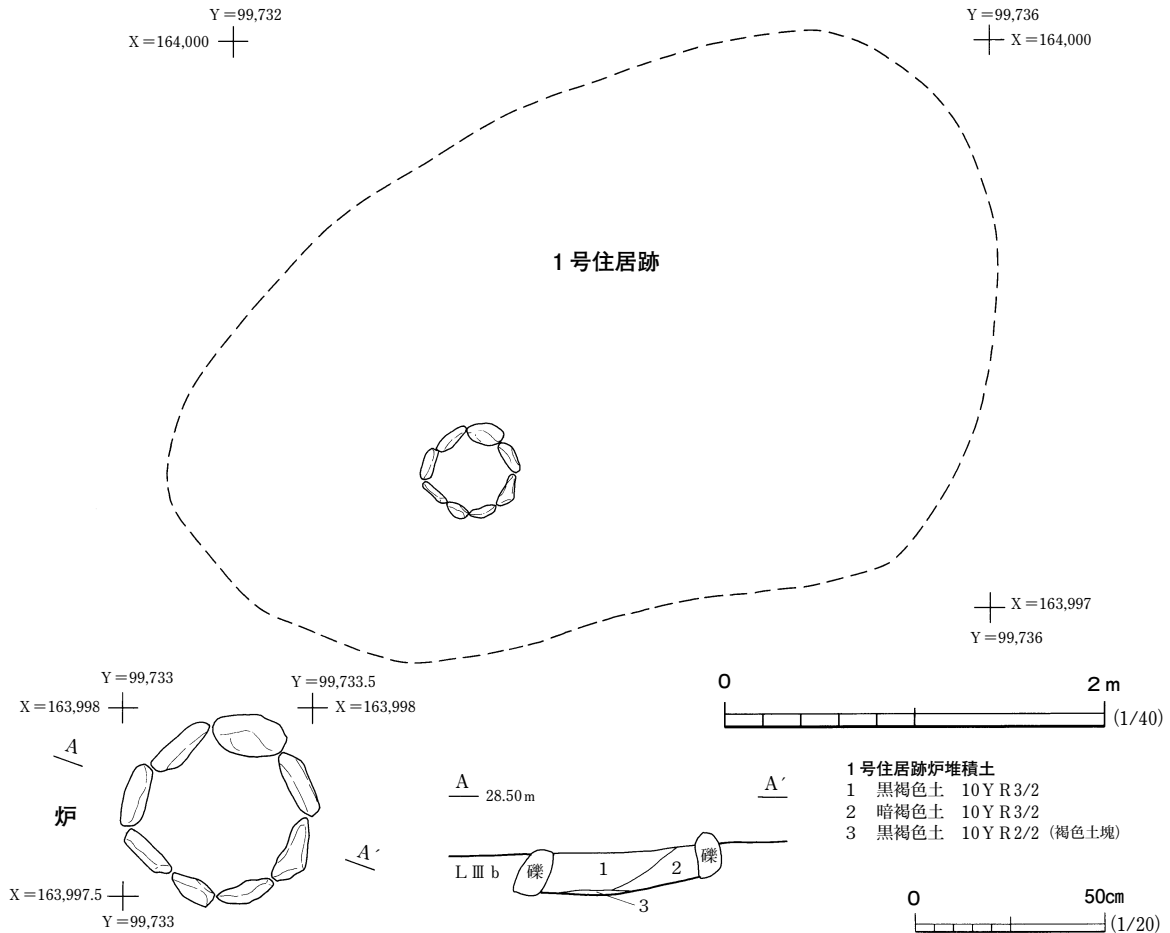 Y＝99,732
X＝164,000
Y＝99,736
X＝164,000
1号住居跡
X＝163,997
Y＝99,736
Y＝99,733
X＝163,998
Y＝99,733.5
X＝163,998
A
炉
A´
X＝163,997.5
Y＝99,733
0 2m
(1/40)
A 28.50m A´
LⅢb 礫 1 2 礫
3
1号住居跡炉堆積土
1 黒褐色土 10YR3/2
2 暗褐色土 10YR3/2
3 黒褐色土 10YR2/2（褐色土塊）
0 50cm
(1/20)